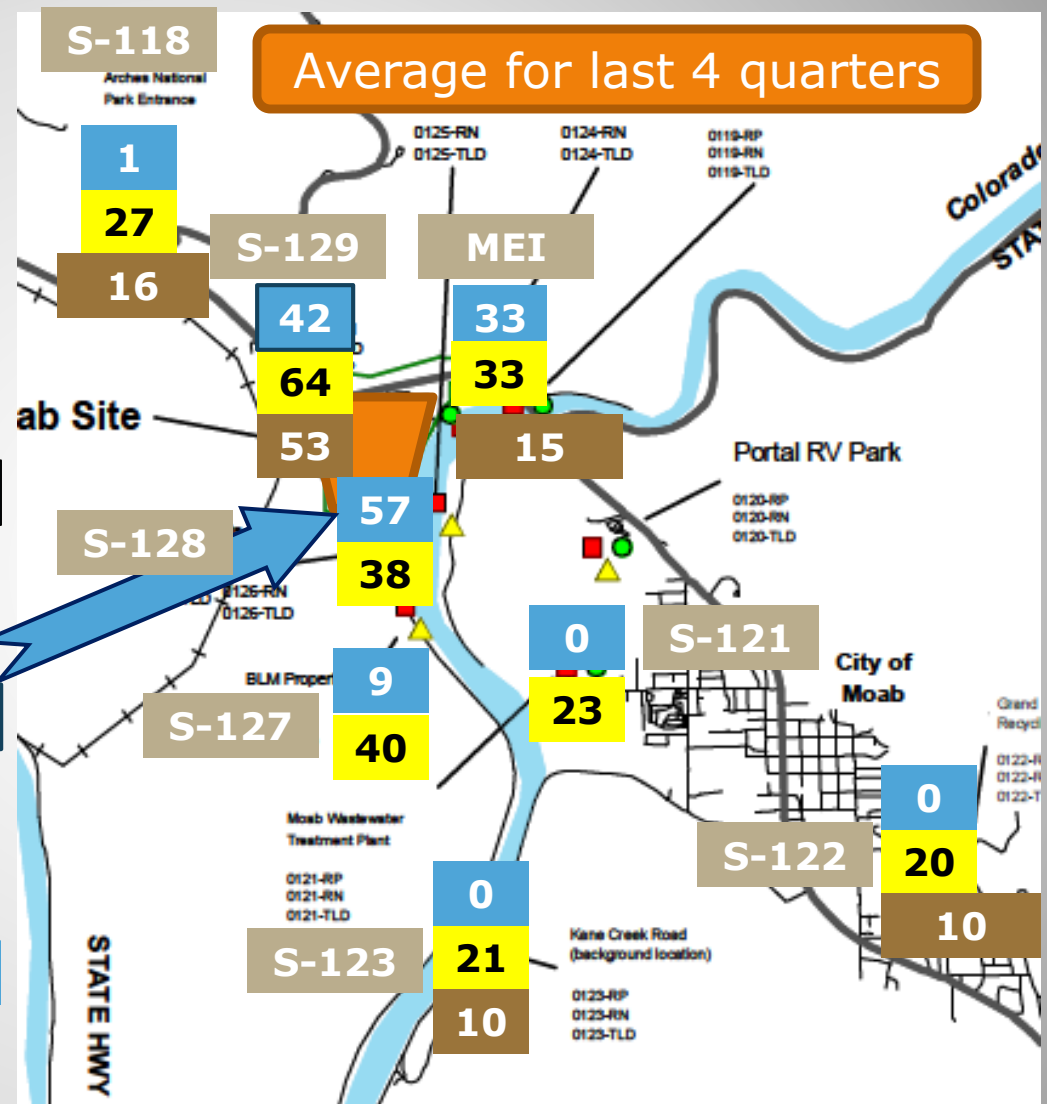 S-118
Average for last 4 quarters
Arches National
Park Entrance
0125-RN
0125-TLD
0124-RN
0124-TLD
0119-RP
0119-RN
0119-TLD
1
27
16
S-129
MEI
Colorado
42
64
53
33
33
15
ab Site
Portal RV Park
0120-RP
0120-RN
0120-TLD
S-128
57
38
0126-RN
0126-TLD
0
23
S-121
City of
Moab
BLM Proper
S-127
9
40
Grand
Recycl
0122-
0122-
0122-T
Moab Wastewater
Treatment Plant
0121-RP
0121-RN
0121-TLD
S-122
0
20
10
S-123
0
21
10
Kane Creek Road
(background location)
0123-RP
0123-RN
0123-TLD
STATE HWY